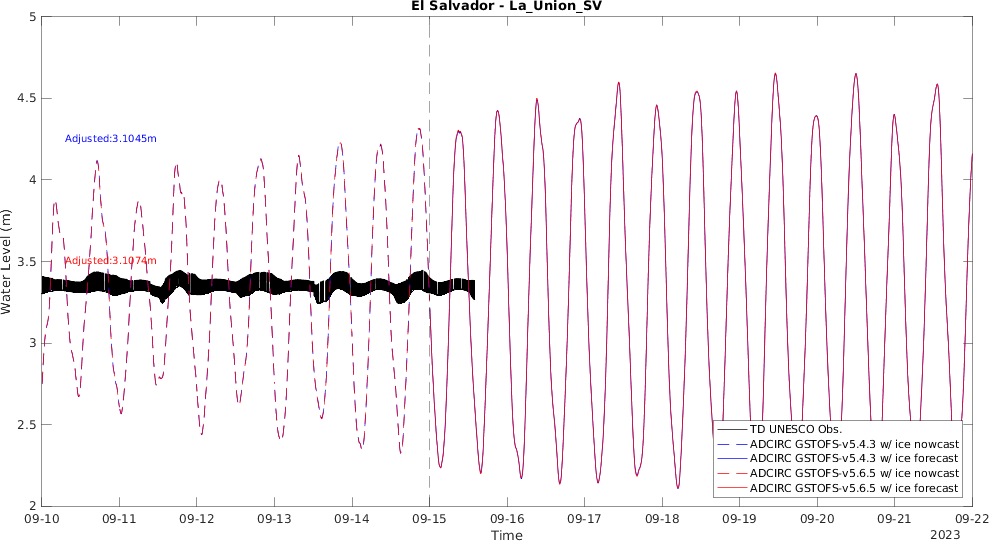 El Salvador - La_Union_SV
5
4.5
4
3.5
3
2.5
2
Water Level (m)
Adjusted:3.1045m
Adjusted:3.1074m
TD UNESCO Obs.
ADCIRC GSTOFS-v5.4.3 w/ ice nowcast
ADCIRC GSTOFS-v5.4.3 w/ ice forecast
ADCIRC GSTOFS-v5.6.5 w/ ice nowcast
ADCIRC GSTOFS-v5.6.5 w/ ice forecast
09-10 09-11 09-12 09-13 09-14 09-15 09-16 09-17 09-18 09-19 09-20 09-21 09-22
Time
2023